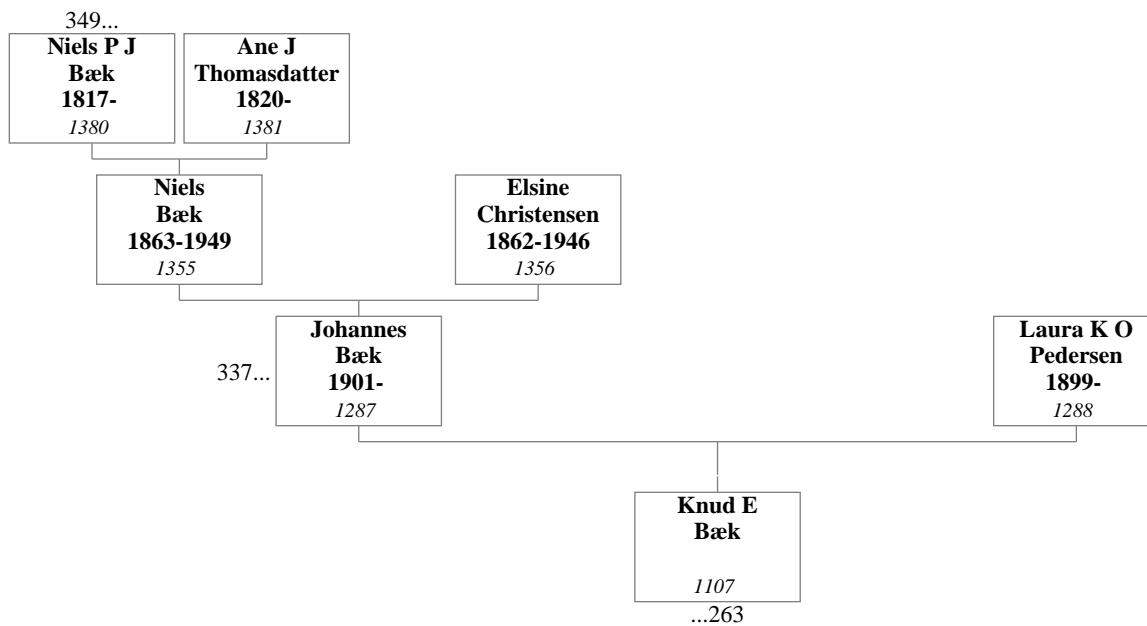 349...
Niels P J
Bæk
1817-
1380
Ane J
Thomasdatter
1820-
1381
Niels
Bæk
1863-1949
1355
Elsine
Christensen
1862-1946
1356
337...
Johannes
Bæk
1901-
1287
Laura K O
Pedersen
1899-
1288
Knud E
Bæk
1107
...263